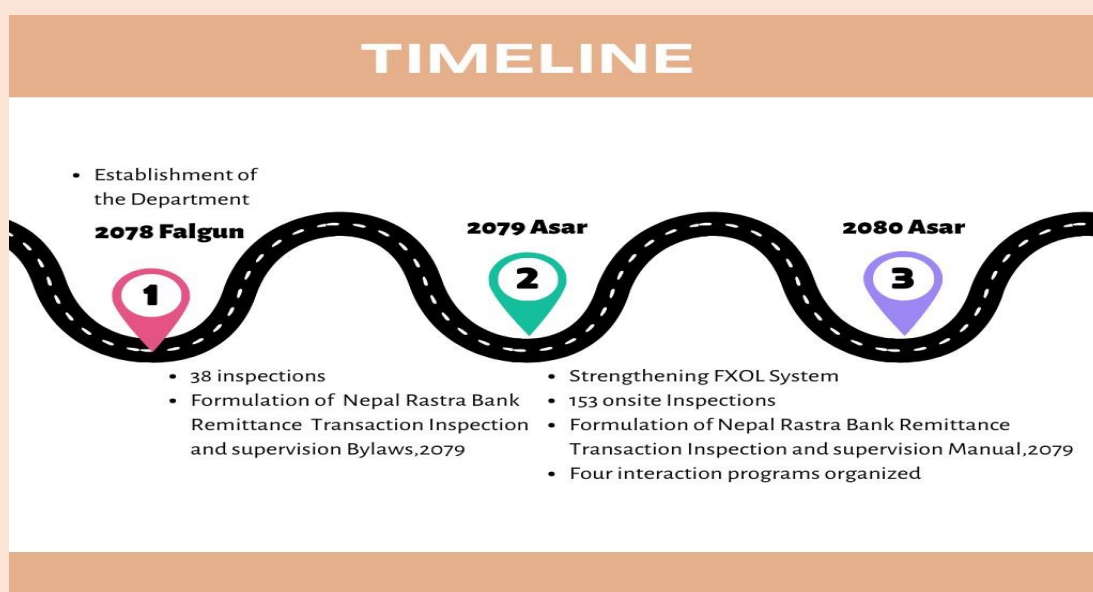 TIMELINE
• Establishment of
the Department
2078 Falgun
2079 Asar
2080 Asar
1
2
3
• 38 inspections
• Formulation of Nepal Rastra Bank
Remittance Transaction Inspection
and supervision Bylaws,2079
• Strengthening FXOL System
• 153 onsite Inspections
• Formulation of Nepal Rastra Bank Remittance
Transaction Inspection and supervision Manual,2079
• Four interaction programs organized